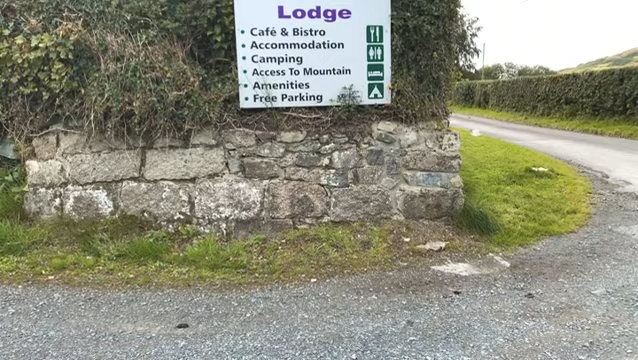 Lodge
• Café & Bistro
• Accommodation
• Camping
• Access To Mountain
• Amenities
• Free Parking